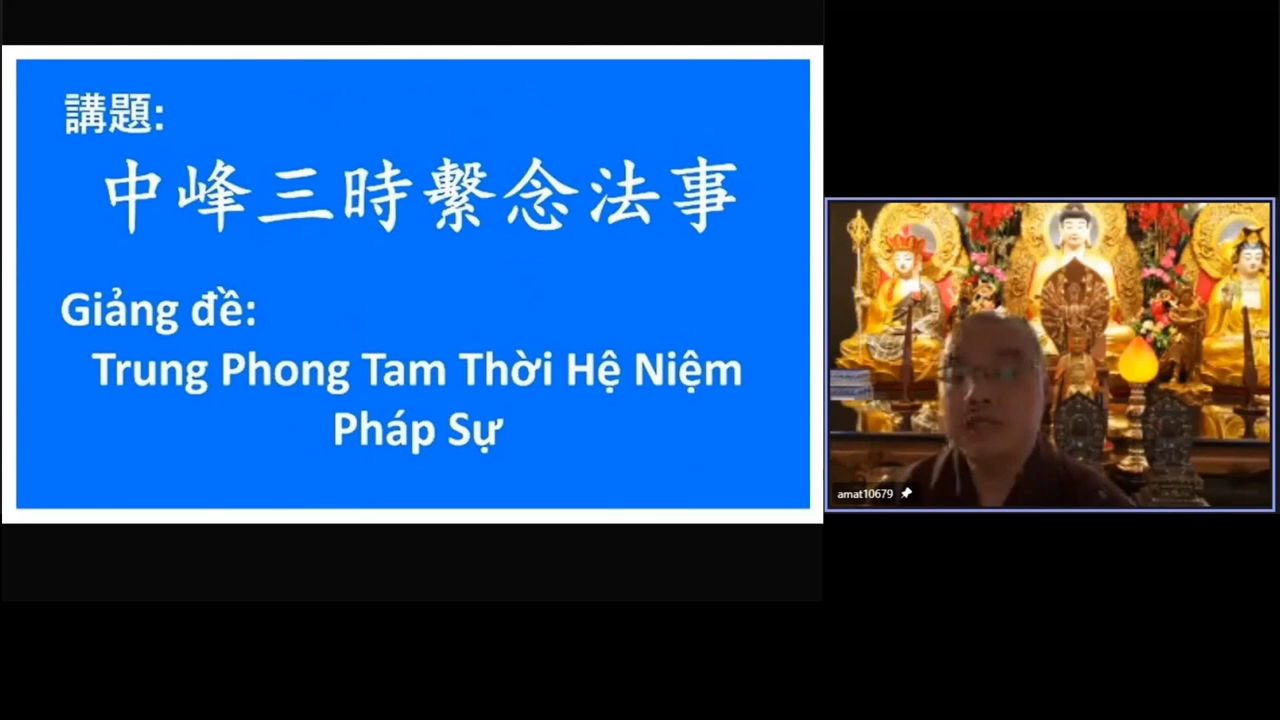 講題:
中峰三時繫念法事
Giảng đề:
Trung Phong Tam Thời Hệ Niệm
Pháp Sự
amat10679